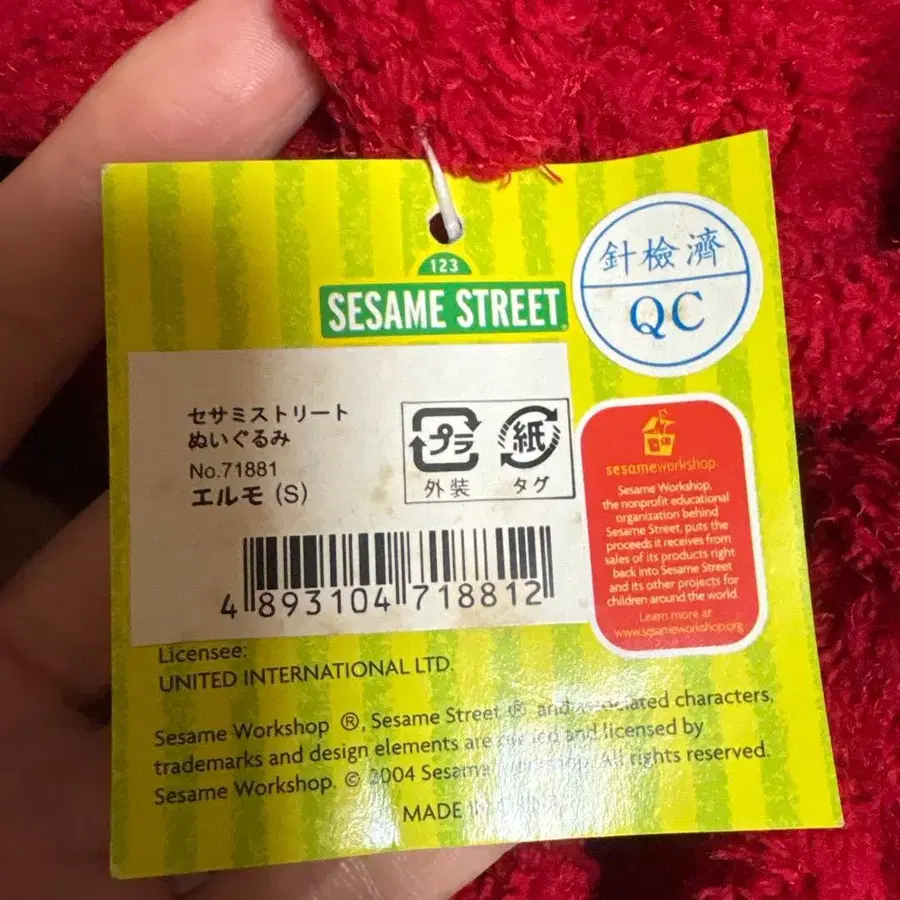 123
SESAME STREET
針檢濟
QC
セサミストリート
ぬいぐるみ
No.71881
エルモ (S)
プラ
外装
紙
タグ
4 893104 718812
sesameworkshop
Sesame Workshop,
the nonprofit educational
organization behind
Sesame Street, puts the
proceeds it receives from
sales of its products right
back into Sesame Street
and its other projects for
children around the world.
Learn more at
www.sesameworkshop.org
Licensee:
UNITED INTERNATIONAL LTD.
Sesame Workshop ®, Sesame Street ® and associated characters,
trademarks and design elements are owned and licensed by
Sesame Workshop. © 2004 Sesame Workshop. All rights reserved.
MADE IN